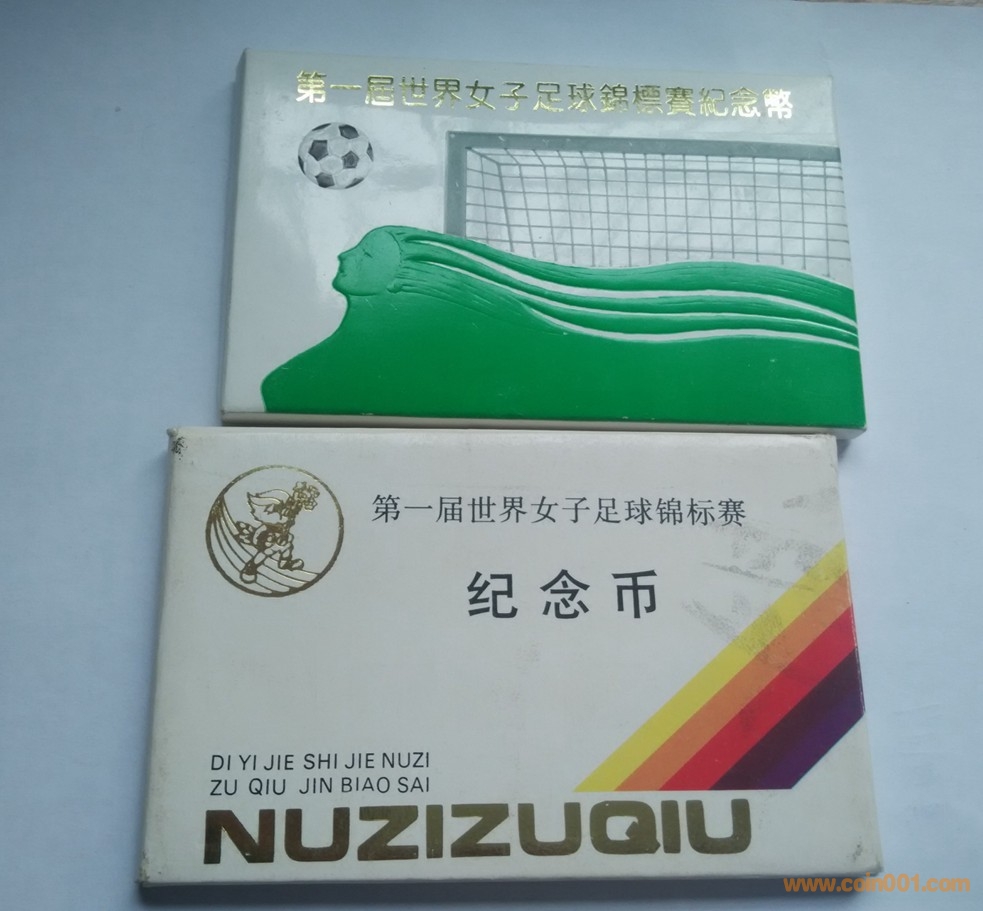 第一届世界女子足球錦標賽紀念幣
第一届世界女子足球锦标赛
纪念币
DI YI JIE SHI JIE NUZI
ZU QIU JIN BIAO SAI
NUZIZUQIU
www.coin001.com